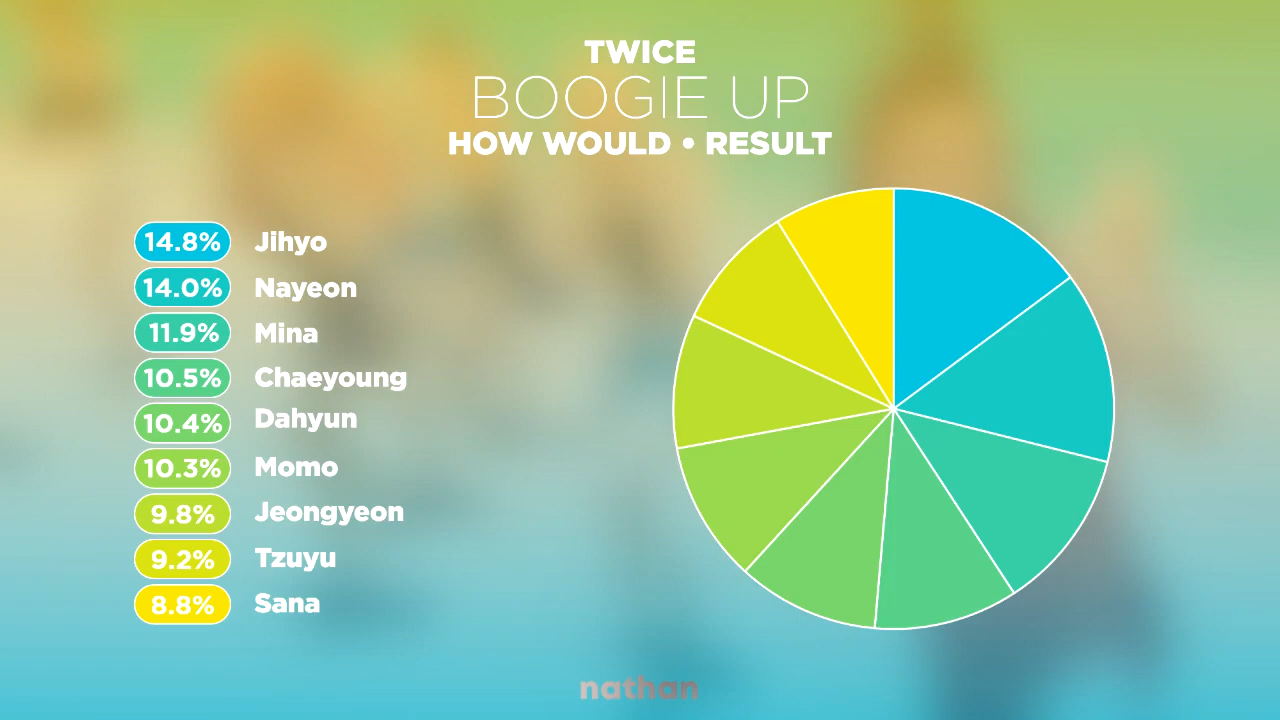 TWICE
BOOGIE UP
HOW WOULD • RESULT
14.8% Jihyo
14.0% Nayeon
11.9% Mina
10.5% Chaeyoung
10.4% Dahyun
10.3% Momo
9.8% Jeongyeon
9.2% Tzuyu
8.8% Sana
nathan